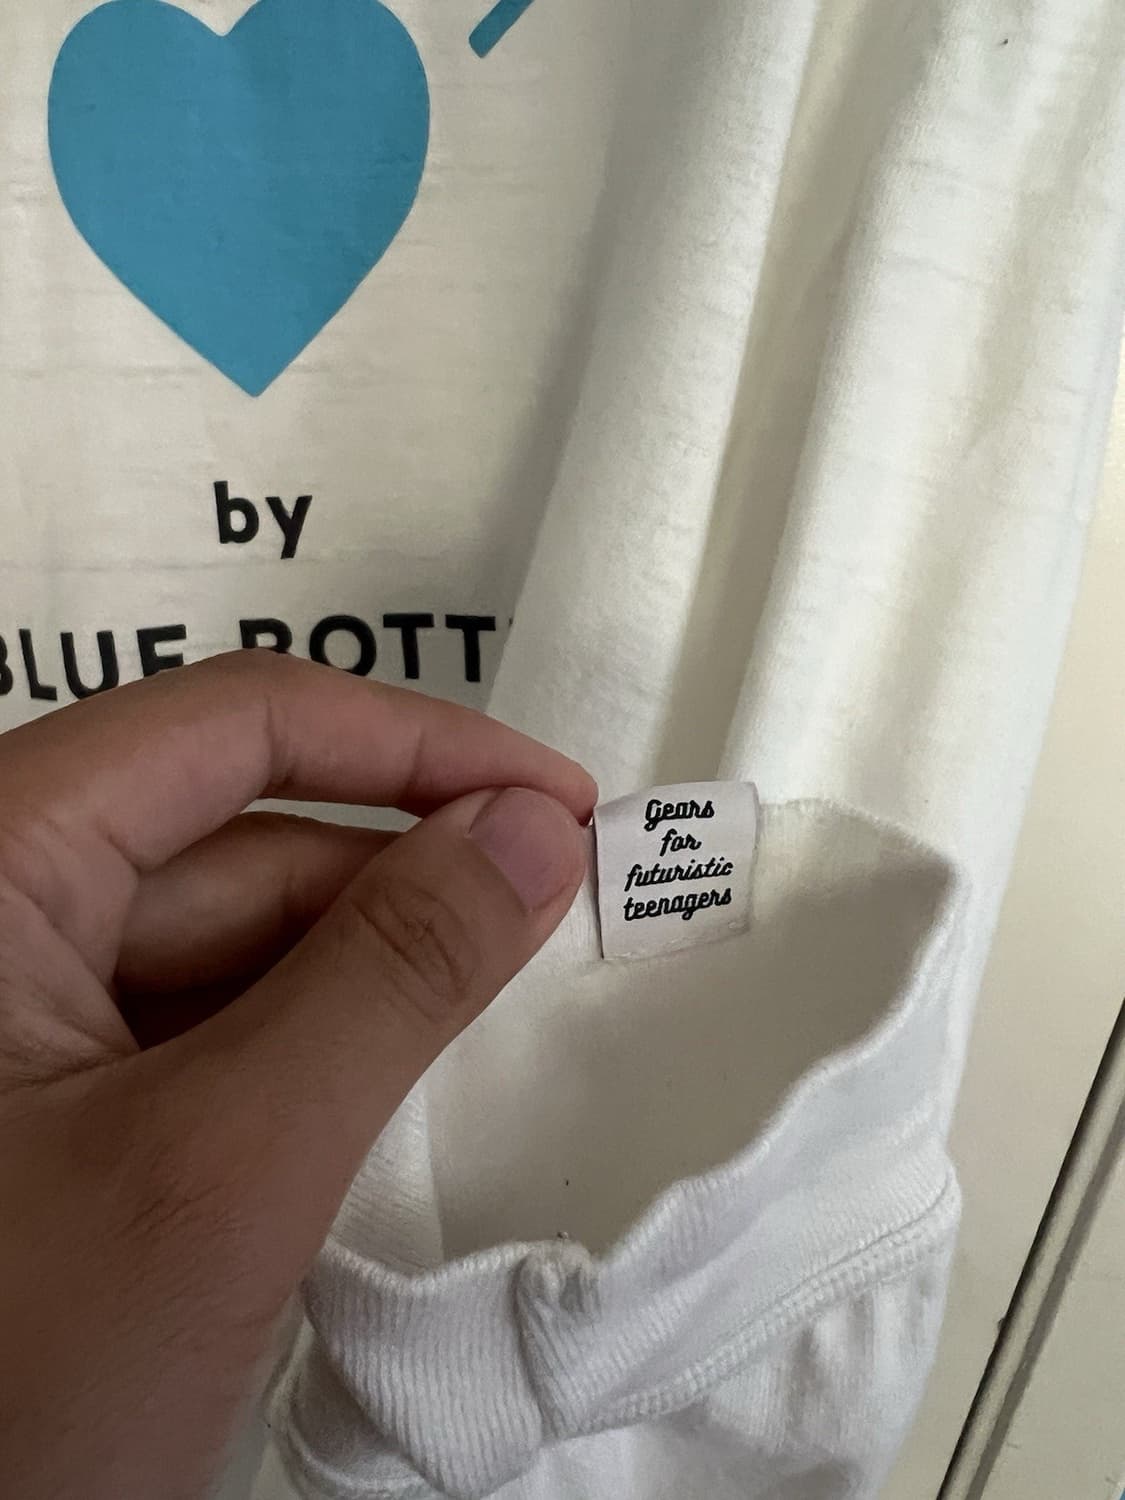 by
BLUE BOTT
Gears
for
futuristic
teenagers